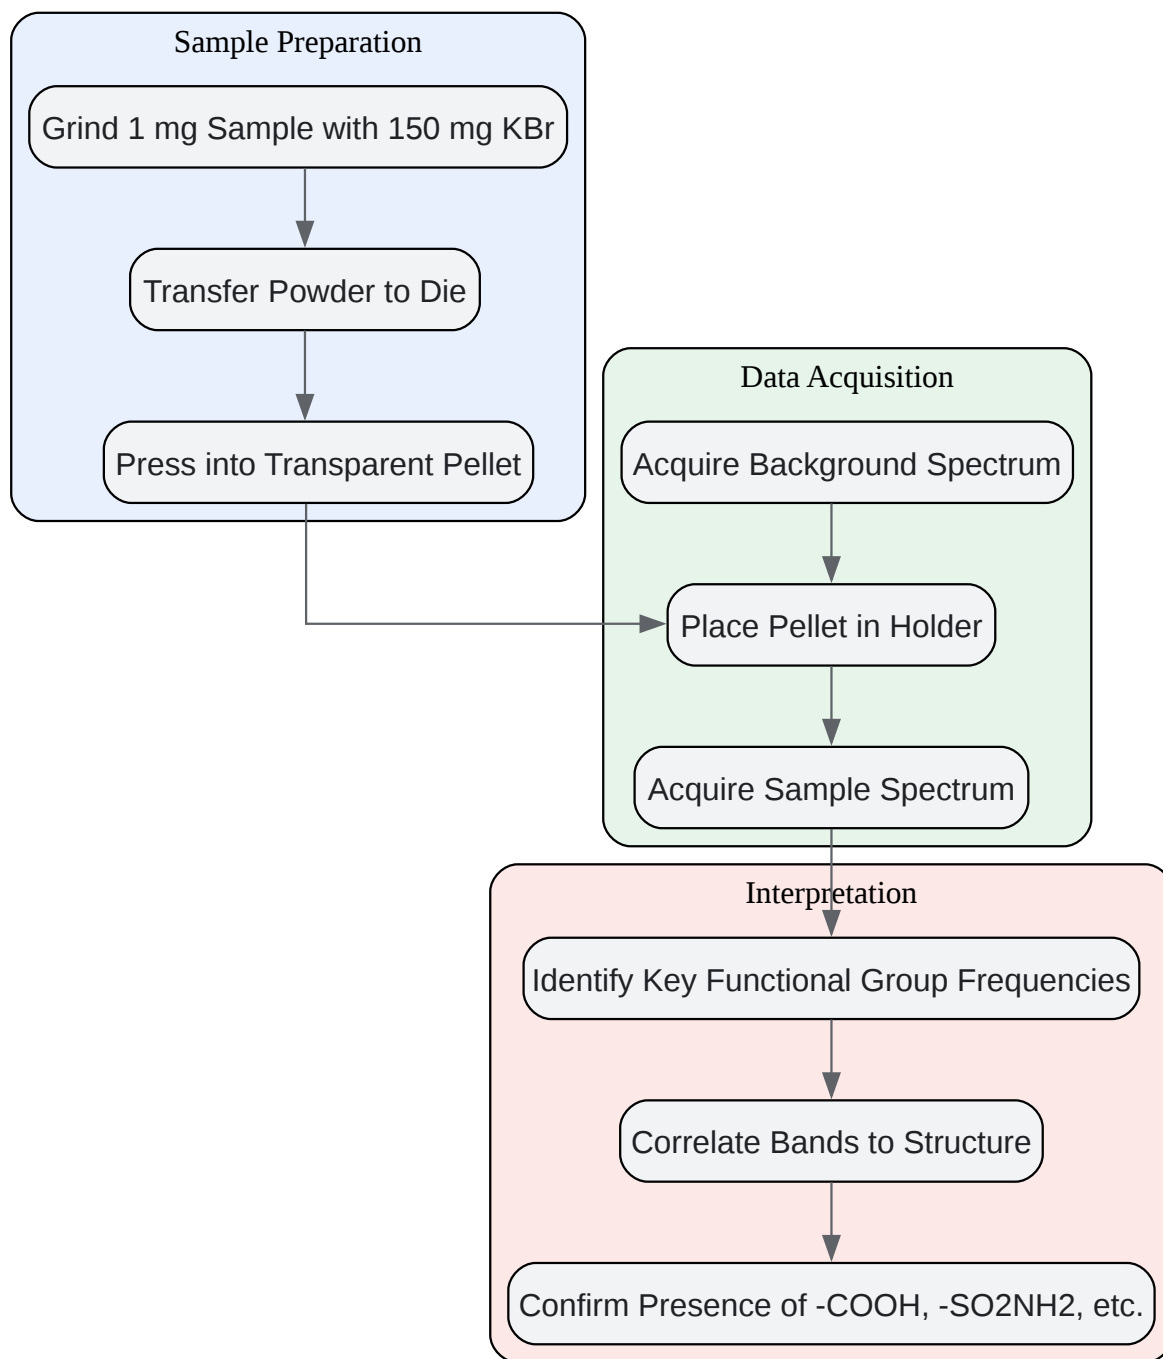 Sample Preparation
Grind 1 mg Sample with 150 mg KBr
Transfer Powder to Die
Press into Transparent Pellet
Data Acquisition
Acquire Background Spectrum
Place Pellet in Holder
Acquire Sample Spectrum
Interpretation
Identify Key Functional Group Frequencies
Correlate Bands to Structure
Confirm Presence of -COOH, -SO2NH2, etc.